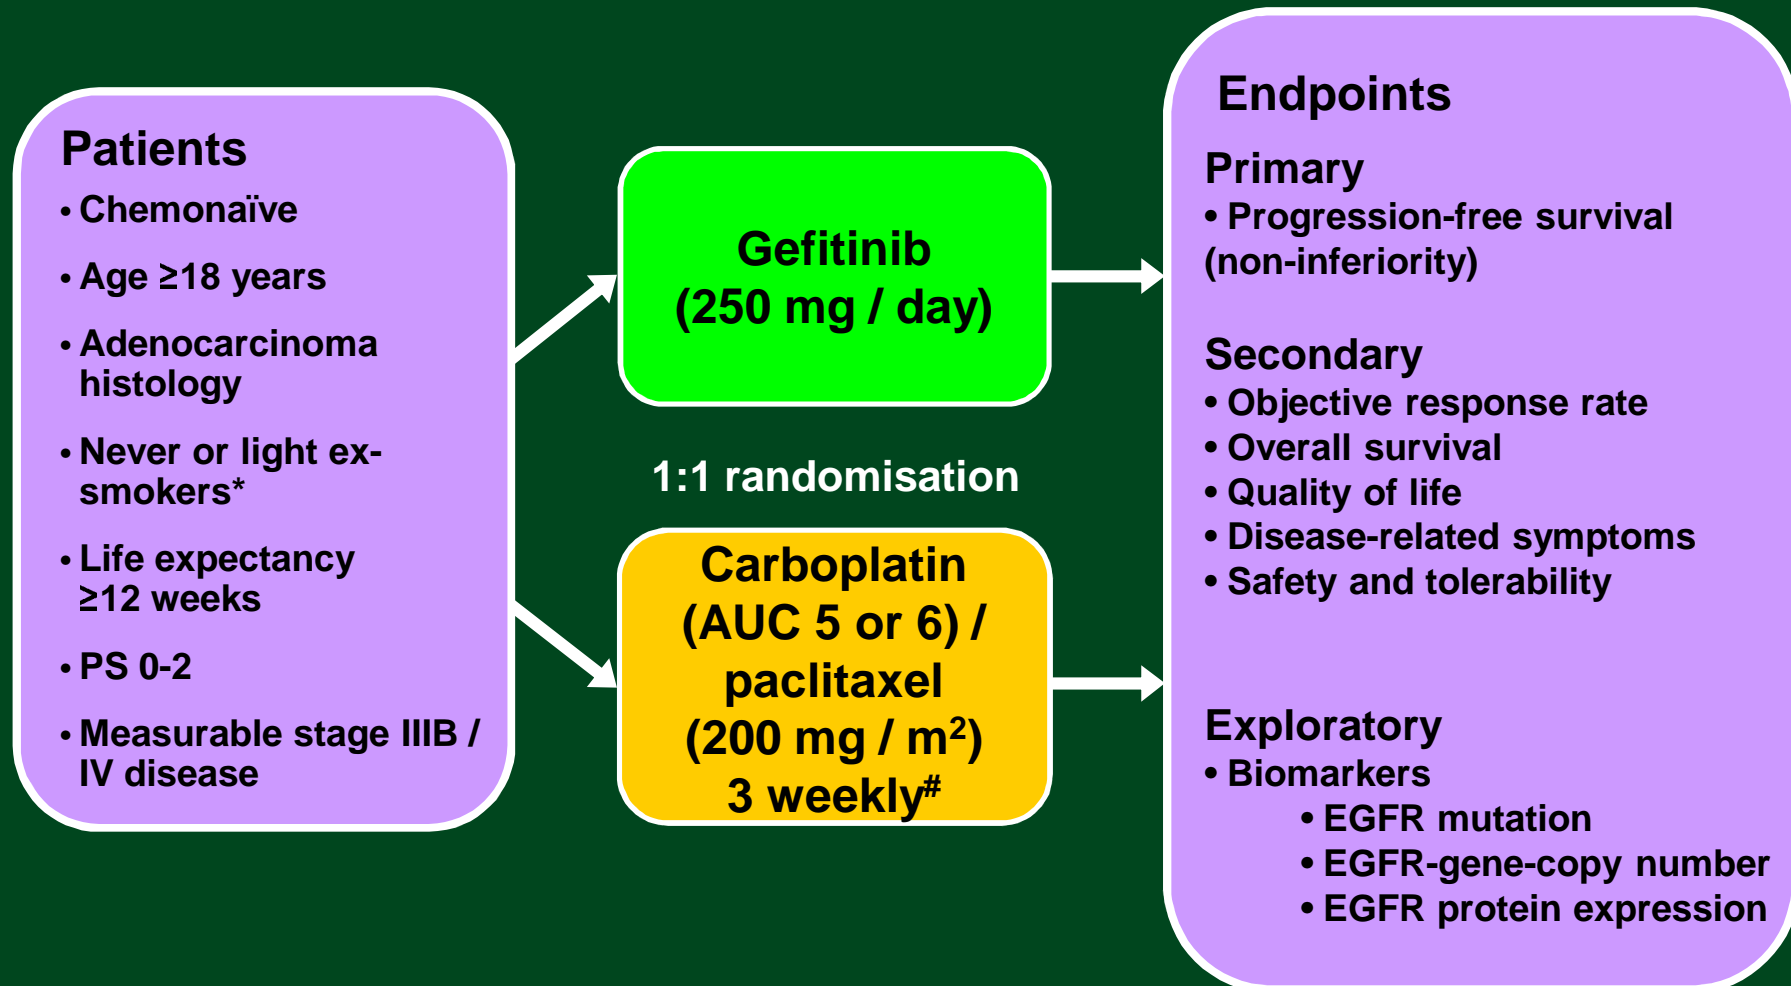 Patients
• Chemonaïve
• Age ≥18 years
• Adenocarcinoma
histology
• Never or light ex-
smokers*
• Life expectancy
≥12 weeks
• PS 0-2
• Measurable stage IIIB /
IV disease
Gefitinib
(250 mg / day)
1:1 randomisation
Carboplatin
(AUC 5 or 6) /
paclitaxel
(200 mg / m²)
3 weekly#
Endpoints
Primary
• Progression-free survival
(non-inferiority)
Secondary
• Objective response rate
• Overall survival
• Quality of life
• Disease-related symptoms
• Safety and tolerability
Exploratory
• Biomarkers
• EGFR mutation
• EGFR-gene-copy number
• EGFR protein expression